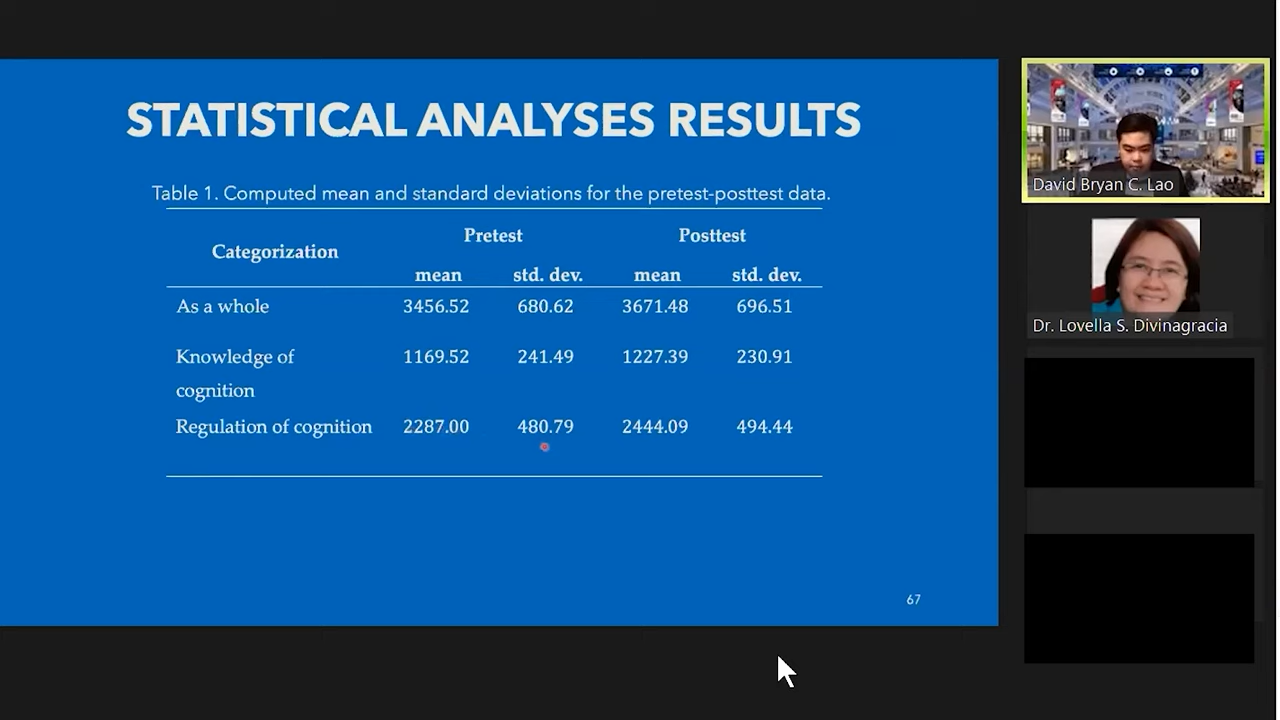 STATISTICAL ANALYSES RESULTS
Table 1. Computed mean and standard deviations for the pretest-posttest data.
Categorization Pretest Posttest
mean std. dev. mean std. dev.
As a whole 3456.52 680.62 3671.48 696.51
Knowledge of cognition 1169.52 241.49 1227.39 230.91
Regulation of cognition 2287.00 480.79 2444.09 494.44
67
David Bryan C. Lao
Dr. Lovella S. Divinagracia